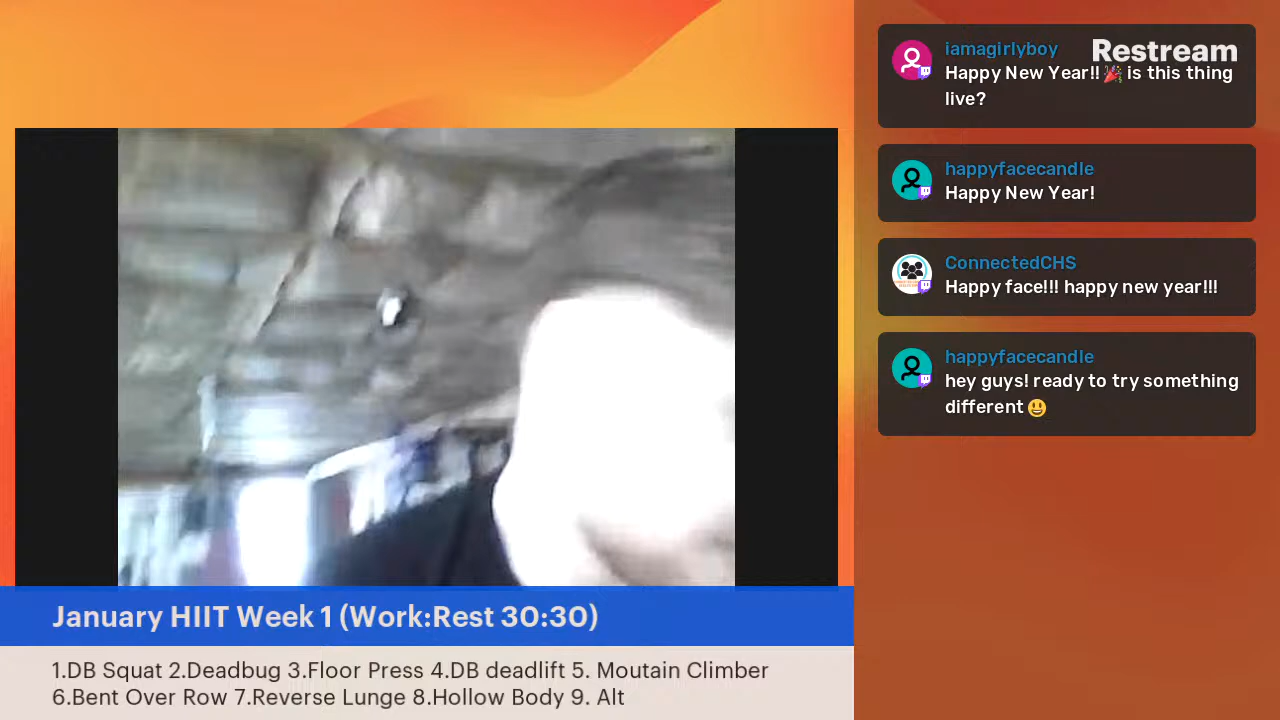 iamagirlyboy
Restream
Happy New Year!! 🎉 is this thing
live?
happyfacecandle
Happy New Year!
ConnectedCHS
Happy face!!! happy new year!!!
happyfacecandle
hey guys! ready to try something
different 😃
January HIIT Week 1 (Work:Rest 30:30)
1.DB Squat 2.Deadbug 3.Floor Press 4.DB deadlift 5. Moutain Climber
6.Bent Over Row 7.Reverse Lunge 8.Hollow Body 9. Alt